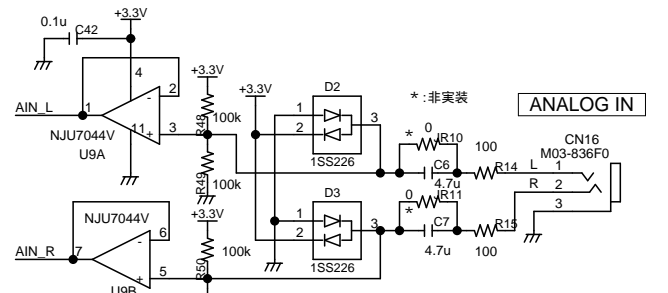 +3.3V
0.1u
C42
4
2
-
AIN_L
1
11
+
3
NJU7044V
U9A
+3.3V
R48
100k
R49
100k
+3.3V
D2
1
2
3
1SS226
*:非実装
ANALOG IN
*
0
R10
C6
4.7u
100
R14
CN16
M03-836F0
L
1
R
2
3
D3
1
2
3
1SS226
0
R11
*
C7
4.7u
R15
100
NJU7044V
6
-
AIN_R
7
+
5
U9B
+3.3V
100k
R50